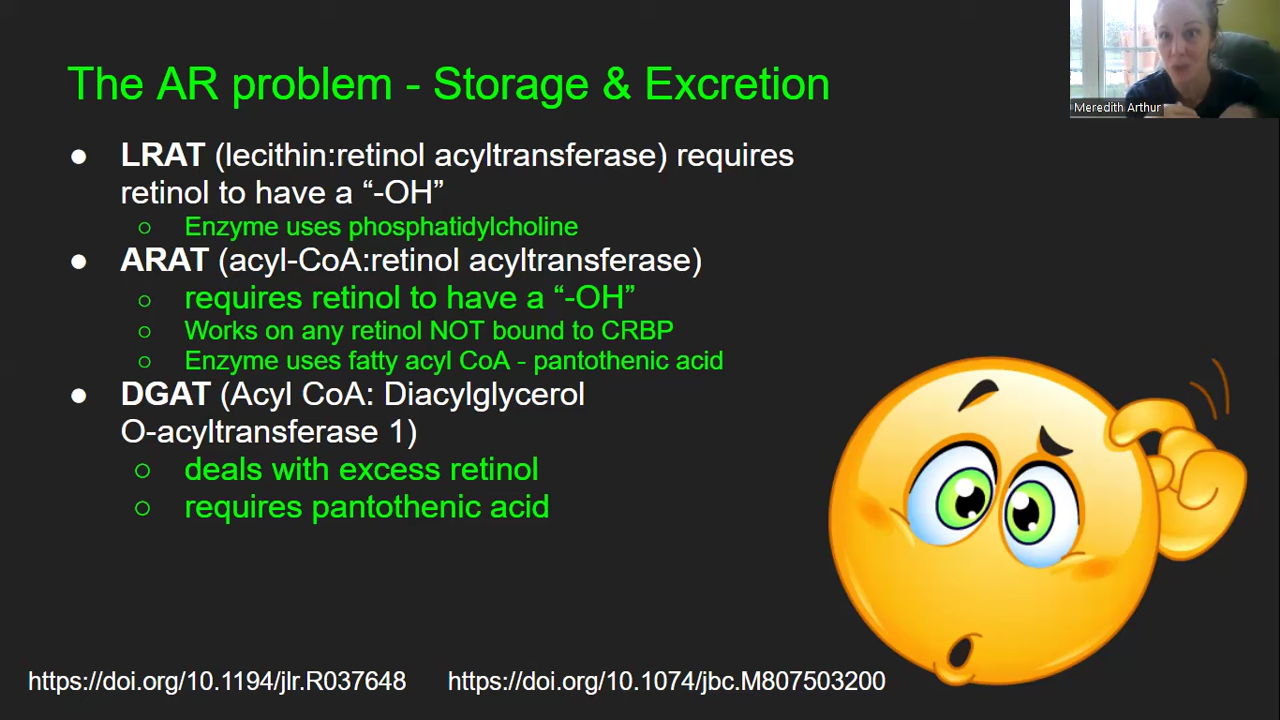 The AR problem - Storage & Excretion
Meredith Arthur
● LRAT (lecithin:retinol acyltransferase) requires
retinol to have a “-OH”
○ Enzyme uses phosphatidylcholine
● ARAT (acyl-CoA:retinol acyltransferase)
○ requires retinol to have a “-OH”
○ Works on any retinol NOT bound to CRBP
○ Enzyme uses fatty acyl CoA - pantothenic acid
● DGAT (Acyl CoA: Diacylglycerol
O-acyltransferase 1)
○ deals with excess retinol
○ requires pantothenic acid
https://doi.org/10.1194/jlr.R037648 https://doi.org/10.1074/jbc.M807503200